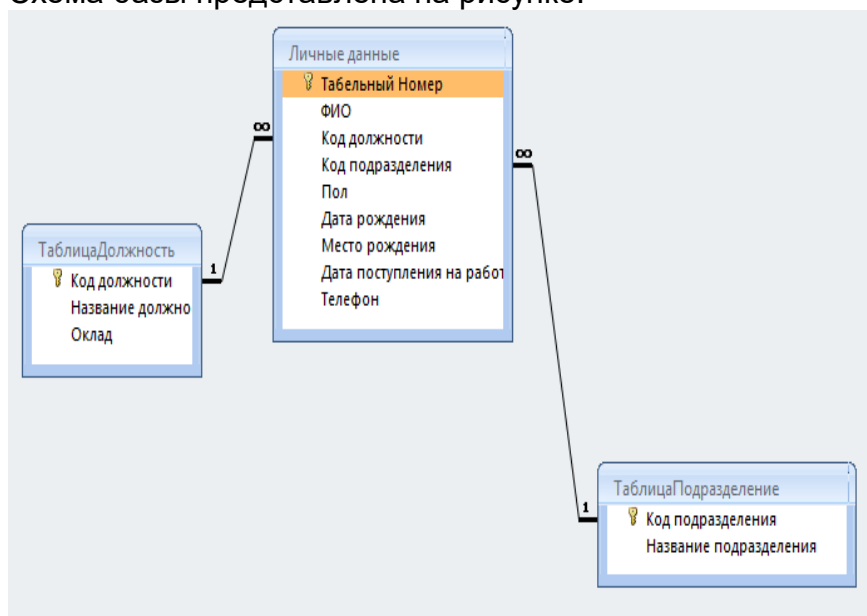 Схема базы представлена на рисунке.
Личные данные
Табельный Номер
ФИО
Код должности
Код подразделения
Пол
Дата рождения
Место рождения
Дата поступления на работ
Телефон
∞
∞
ТаблицаДолжность
Код должности
Название должно
Оклад
1
ТаблицаПодразделение
Код подразделения
Название подразделения
1